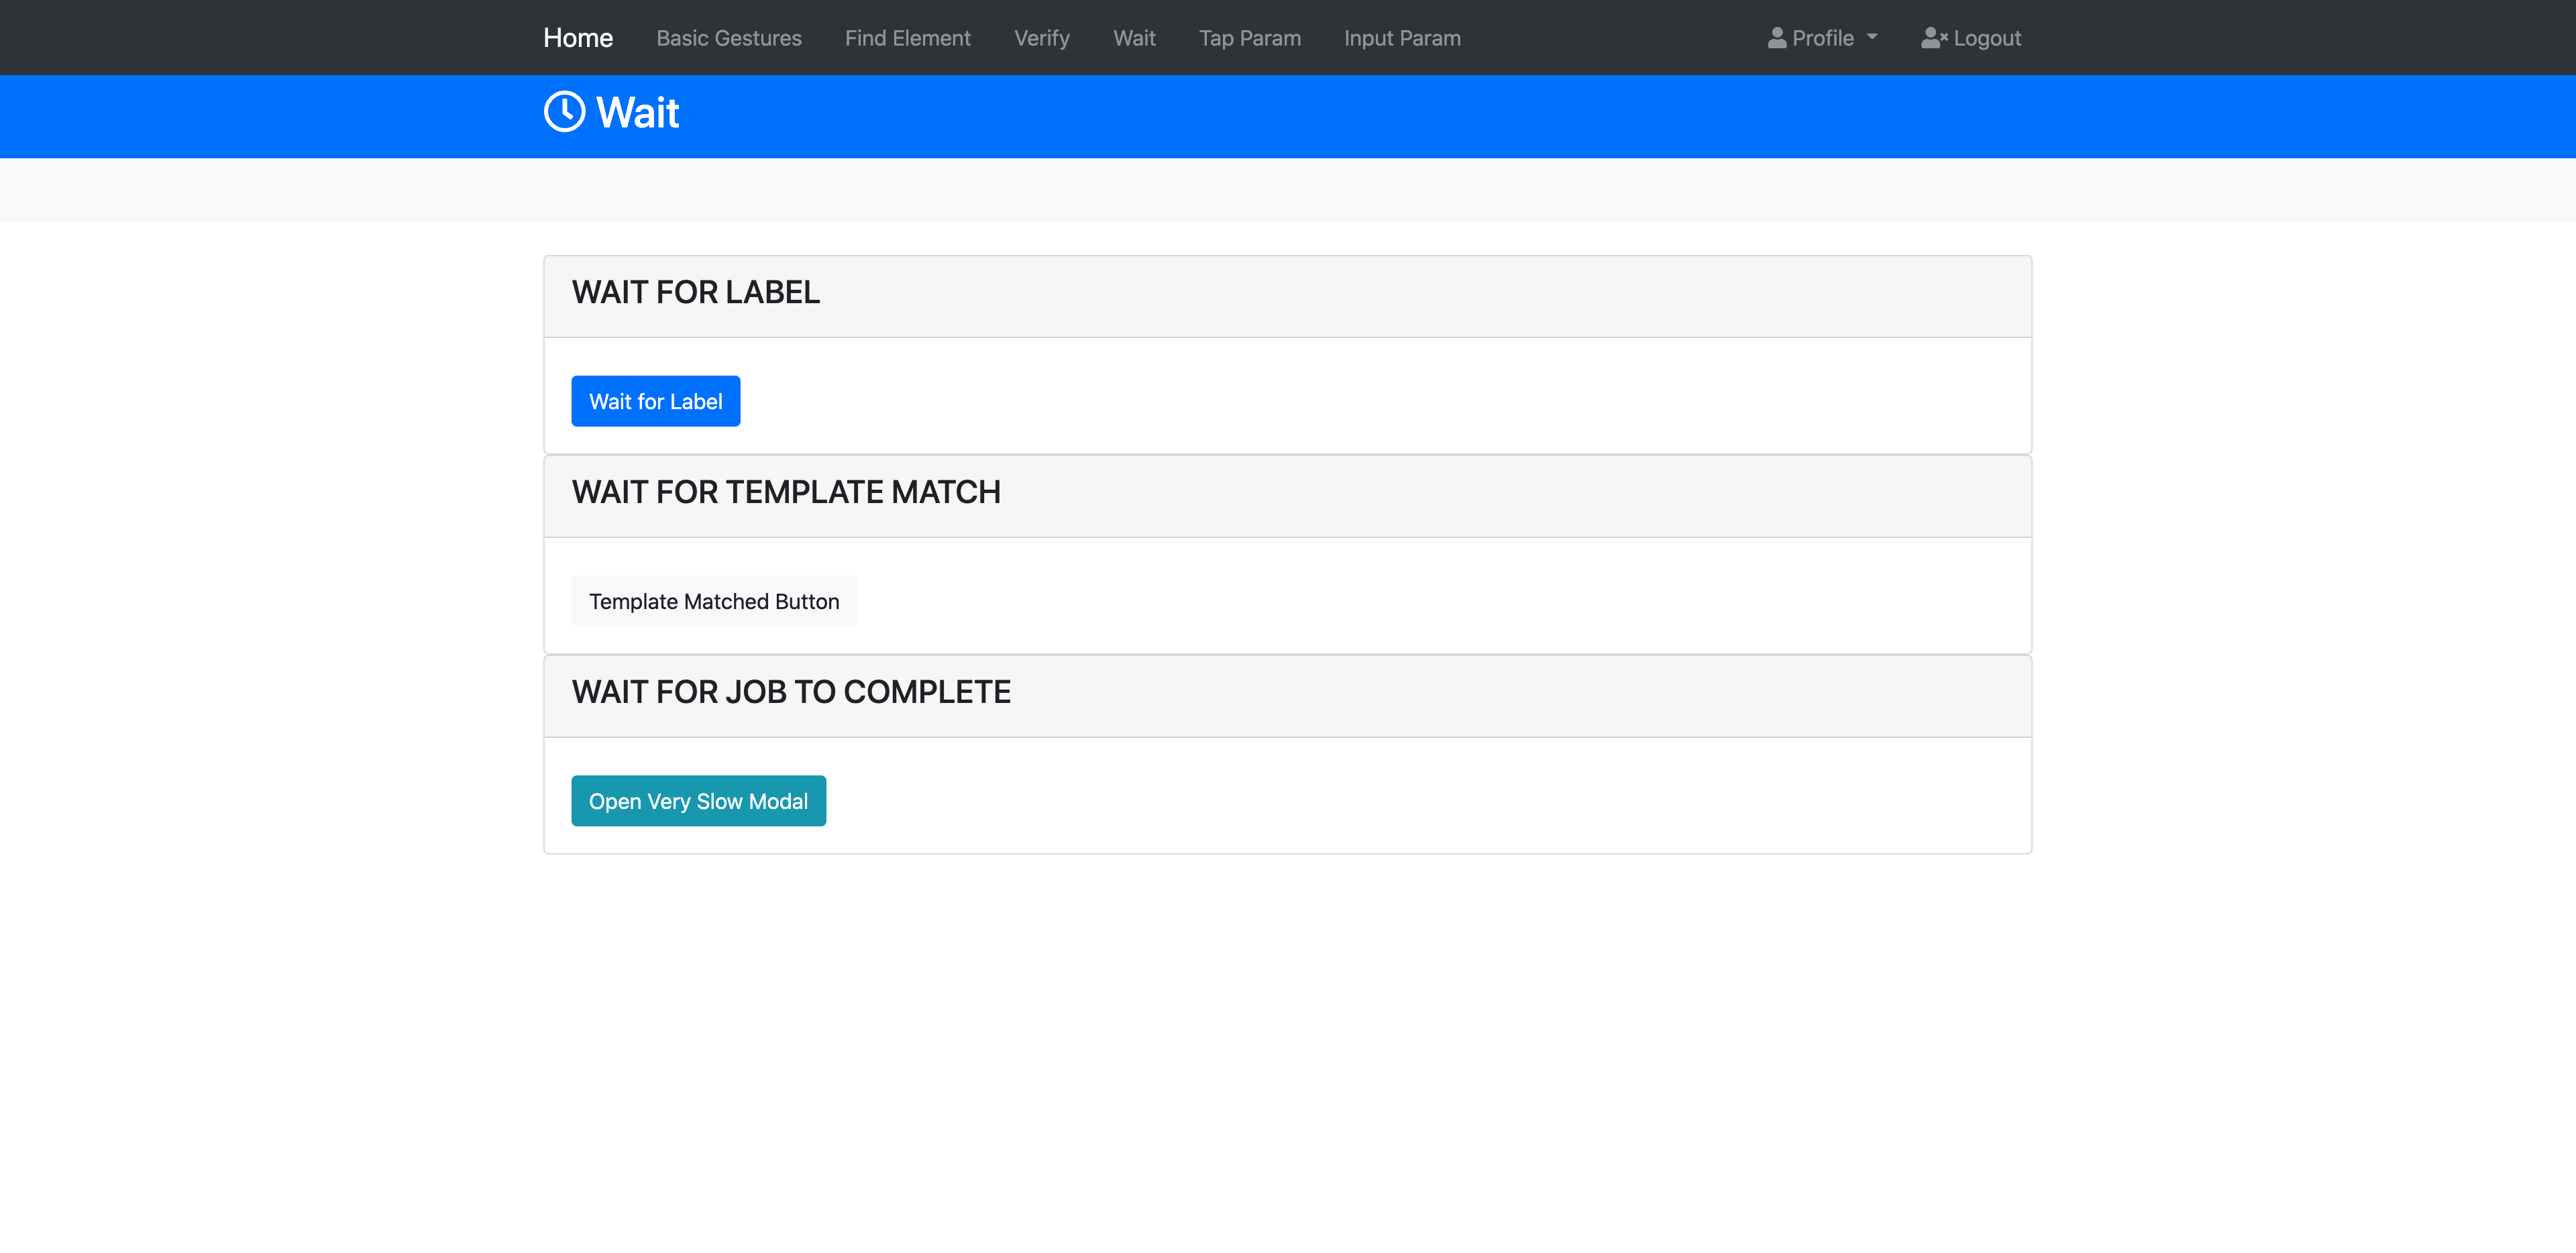 Home Basic Gestures Find Element Verify Wait Tap Param Input Param Profile Logout
Wait
WAIT FOR LABEL
Wait for Label
WAIT FOR TEMPLATE MATCH
Template Matched Button
WAIT FOR JOB TO COMPLETE
Open Very Slow Modal